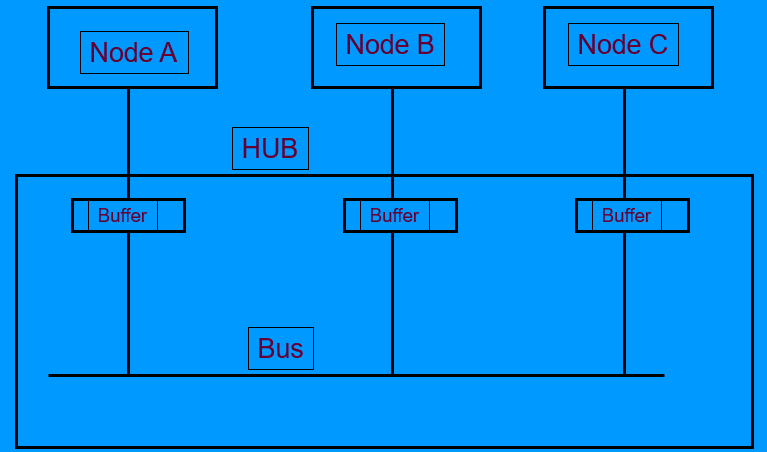 Node A
Node B
Node C
HUB
Buffer
Buffer
Buffer
Bus